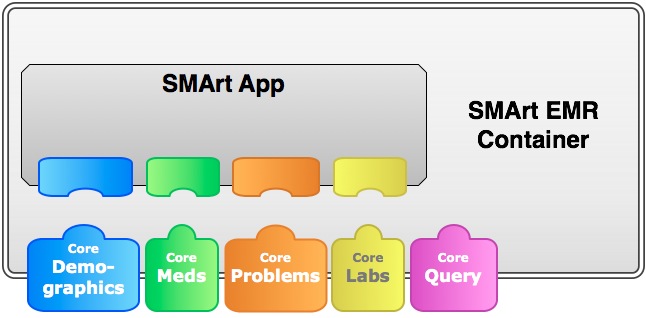 SMArt App
SMArt EMR
Container
Core
Demo-
graphics
Core
Meds
Core
Problems
Core
Labs
Core
Query